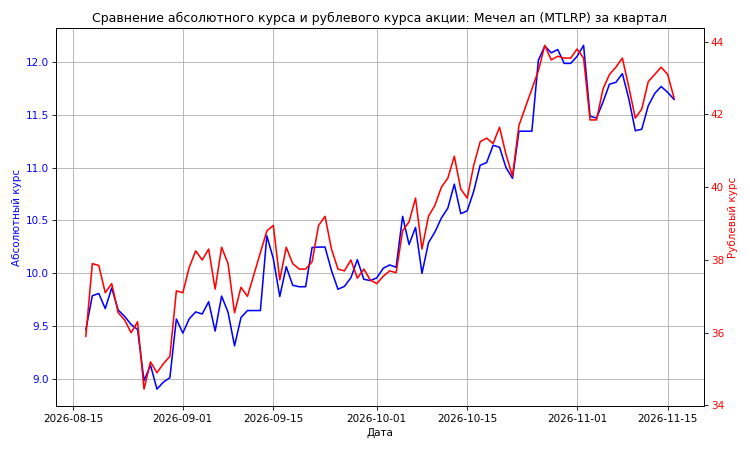 Сравнение абсолютного курса и рублевого курса акции: Мечел ап (MTLRP) за квартал
12.0
11.5
11.0
10.5
10.0
9.5
9.0
Абсолютный курс
44
42
40
38
36
34
Рублевый курс
2026-08-15 2026-09-01 2026-09-15 2026-10-01 2026-10-15 2026-11-01 2026-11-15
Дата